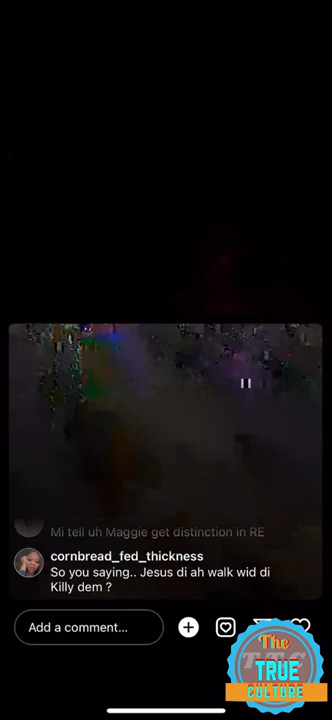 Mi tell uh Maggie get distinction in RE
cornbread_fed_thickness
So you saying.. Jesus di ah walk wid di
Killy dem ?
Add a comment...
The
T.T.C
TRUE
CULTURE